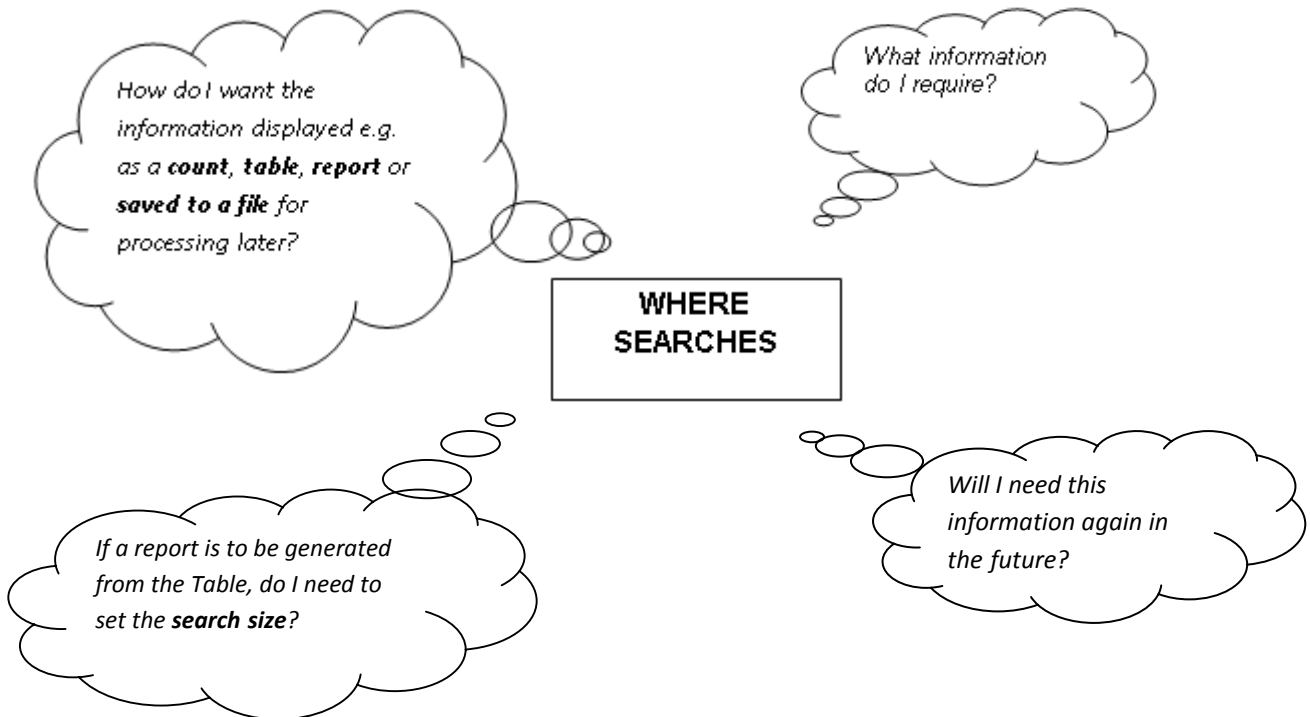 How do I want the
information displayed e.g.
as a count, table, report or
saved to a file for
processing later?
What information
do I require?
WHERE
SEARCHES
If a report is to be generated
from the Table, do I need to
set the search size?
Will I need this
information again in
the future?